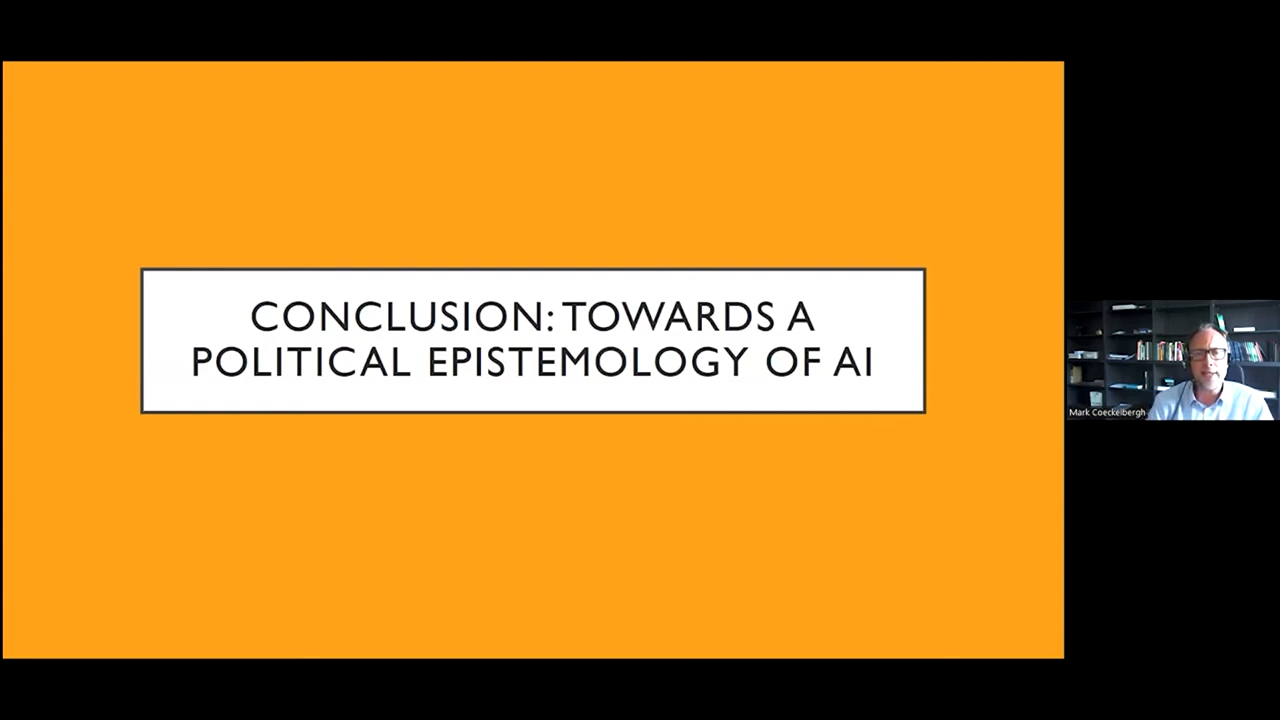 CONCLUSION: TOWARDS A
POLITICAL EPISTEMOLOGY OF AI
Mark Coeckelbergh